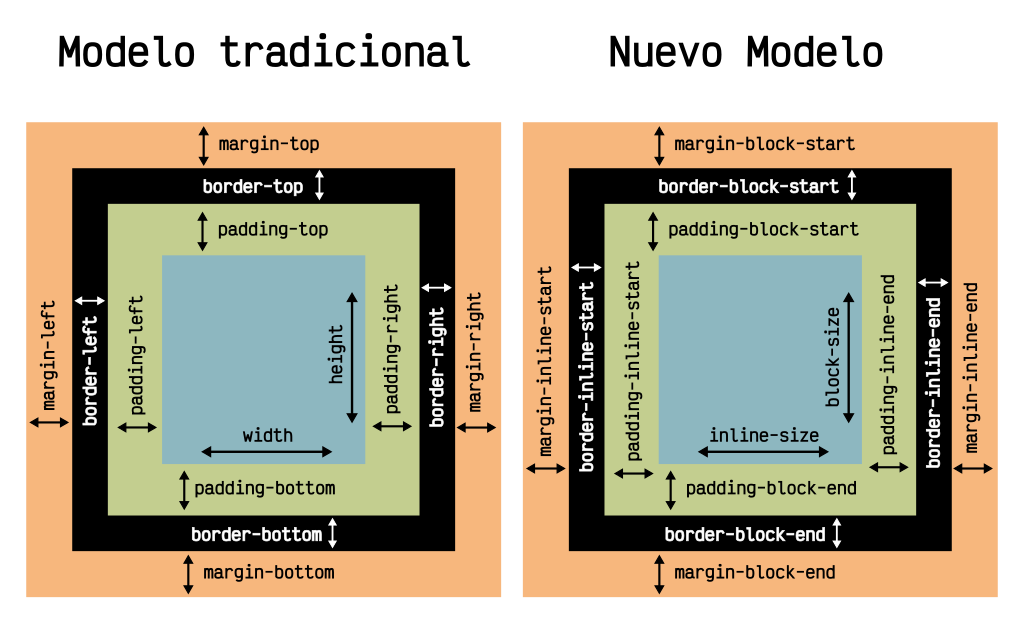 Modelo tradicional
margin-top
border-top
padding-top
margin-left
border-left
padding-left
height
width
padding-right
border-right
margin-right
padding-bottom
border-bottom
margin-bottom
Nuevo Modelo
margin-block-start
border-block-start
padding-block-start
margin-inline-start
border-inline-start
padding-inline-start
block-size
inline-size
padding-inline-end
border-inline-end
margin-inline-end
padding-block-end
border-block-end
margin-block-end